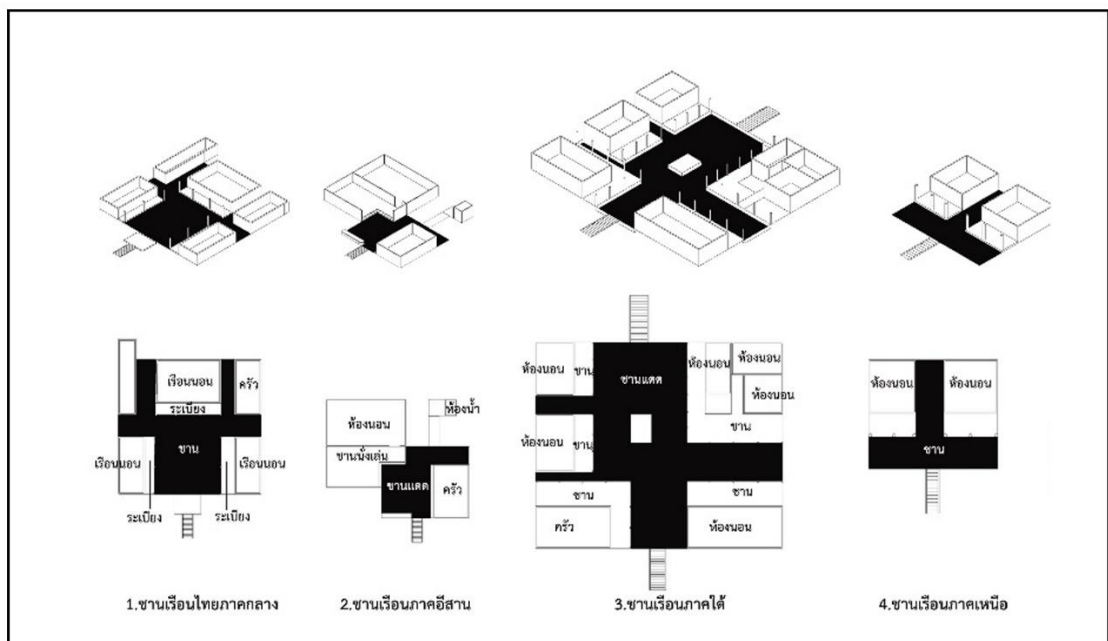 เรือนนอน
ครัว
ระเบียง
ชาน
เรือนนอน
เรือนนอน
ระเบียง
ระเบียง
1.ชานเรือนไทยภาคกลาง
ห้องน้ำ
ห้องนอน
ชานนั่งเล่น
ชานแดด
ครัว
2.ชานเรือนภาคอีสาน
ห้องนอน
ชาน
ชานแดด
ห้องนอน
ห้องนอน
ห้องนอน
ห้องนอน
ชาน
ชาน
ชาน
ชาน
ครัว
ห้องนอน
3.ชานเรือนภาคใต้
ห้องนอน
ห้องนอน
ชาน
4.ชานเรือนภาคเหนือ